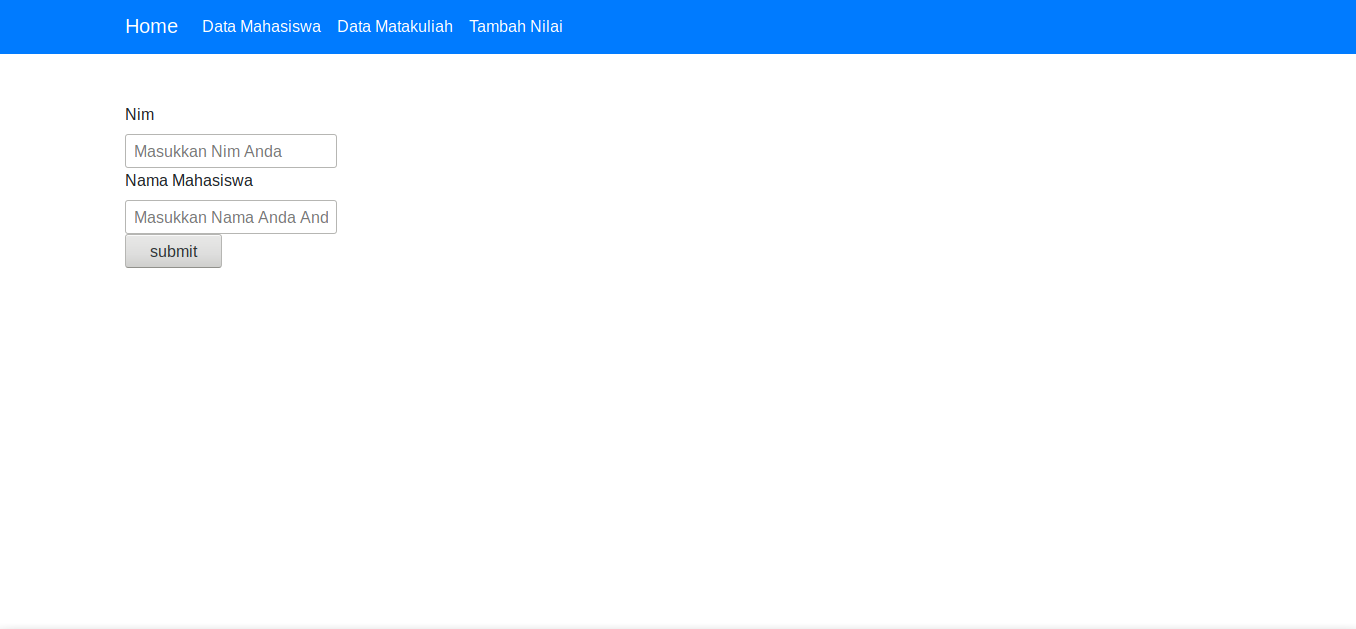 Home Data Mahasiswa Data Matakuliah Tambah Nilai
Nim
Masukkan Nim Anda
Nama Mahasiswa
Masukkan Nama Anda And
submit